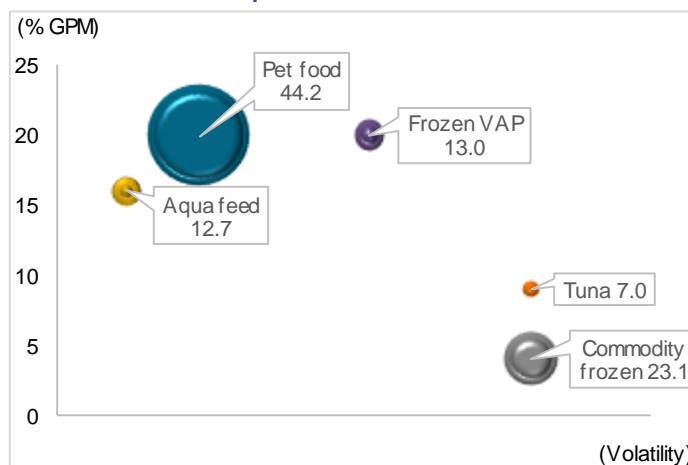 (% GPM)
25
20
15
10
5
0
Pet food
44.2
Frozen VAP
13.0
Aqua feed
12.7
Tuna 7.0
Commodity
frozen 23.1
(Volatility)